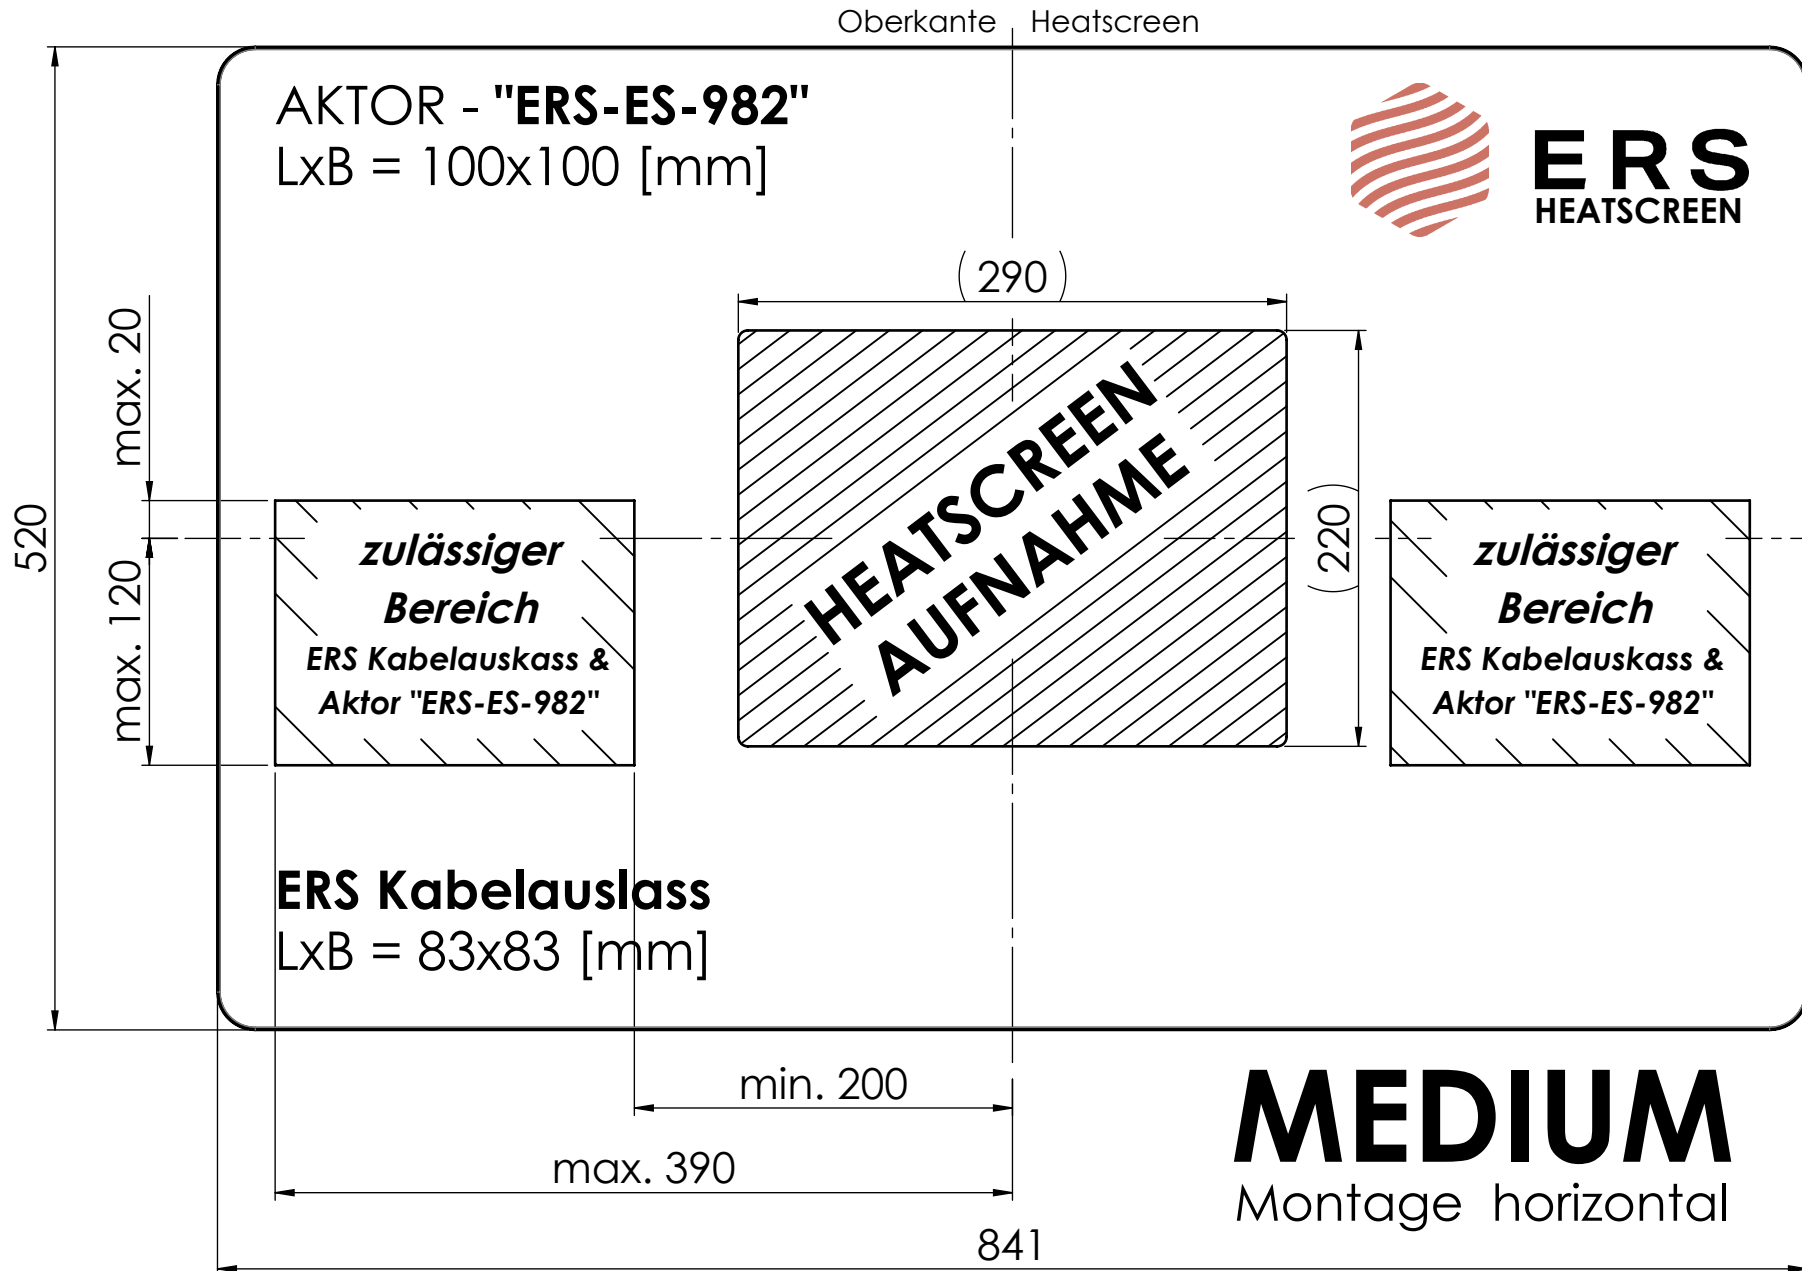 Oberkante Heatscreen
AKTOR - "ERS-ES-982"
LxB = 100x100 [mm]
ERS
HEATSCREEN
(290)
max. 20
520
max. 120
zulässiger
Bereich
ERS Kabelauskass &
Aktor "ERS-ES-982"
HEATSCREEN
AUFNAHME
(220)
zulässiger
Bereich
ERS Kabelauskass &
Aktor "ERS-ES-982"
ERS Kabelauslass
LxB = 83x83 [mm]
min. 200
max. 390
841
MEDIUM
Montage horizontal